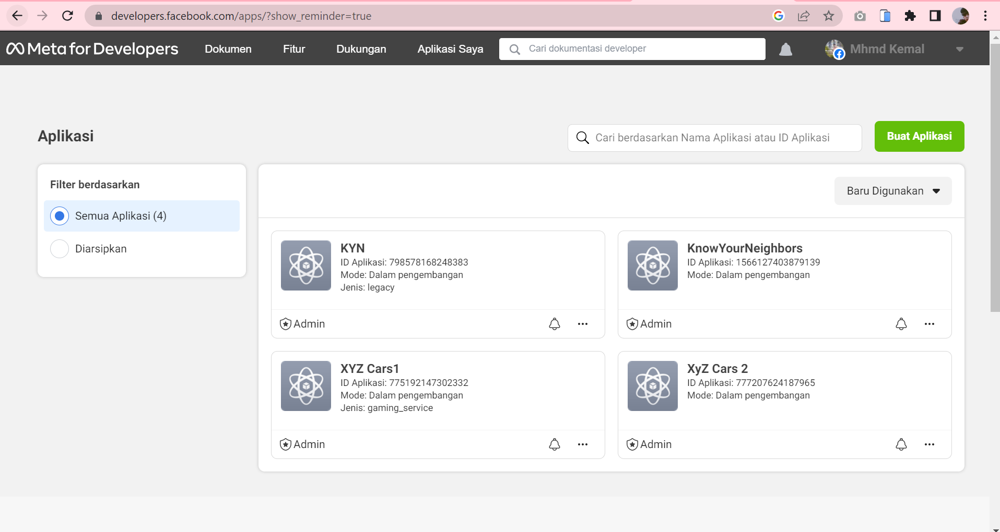 developers.facebook.com/apps/?show_reminder=true
Meta for Developers
Dokumen
Fitur
Dukungan
Aplikasi Saya
Cari dokumentasi developer
Mhmd Kemal
Aplikasi
Cari berdasarkan Nama Aplikasi atau ID Aplikasi
Buat Aplikasi
Filter berdasarkan
Semua Aplikasi (4)
Diarsipkan
Baru Digunakan
KYN
ID Aplikasi: 798578168248383
Mode: Dalam pengembangan
Jenis: legacy
Admin
KnowYourNeighbors
ID Aplikasi: 1566127403879139
Mode: Dalam pengembangan
Admin
XYZ Cars1
ID Aplikasi: 775192147302332
Mode: Dalam pengembangan
Jenis: gaming_service
Admin
XyZ Cars 2
ID Aplikasi: 777207624187965
Mode: Dalam pengembangan
Admin